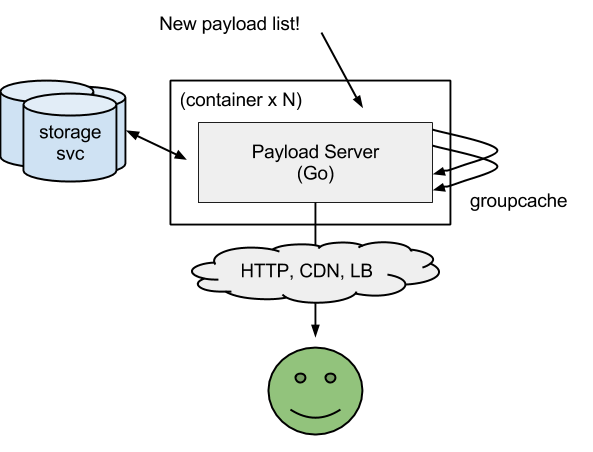 New payload list!
(container x N)
storage
svc
Payload Server
(Go)
groupcache
HTTP, CDN, LB